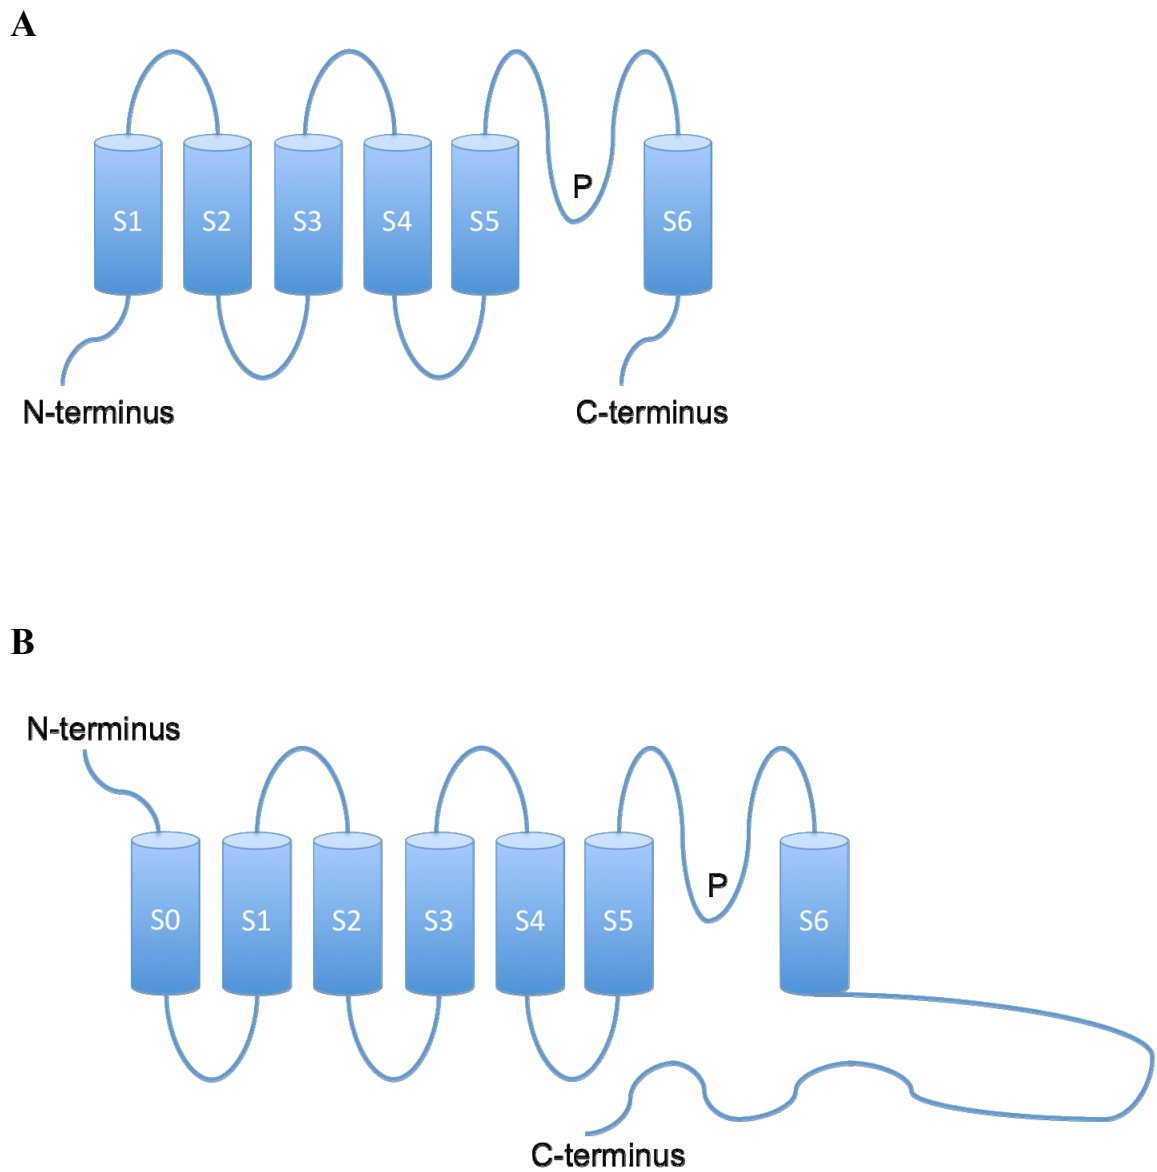 A
P
S1 S2 S3 S4 S5 S6
N-terminus C-terminus
B
N-terminus
P
S0 S1 S2 S3 S4 S5 S6
C-terminus